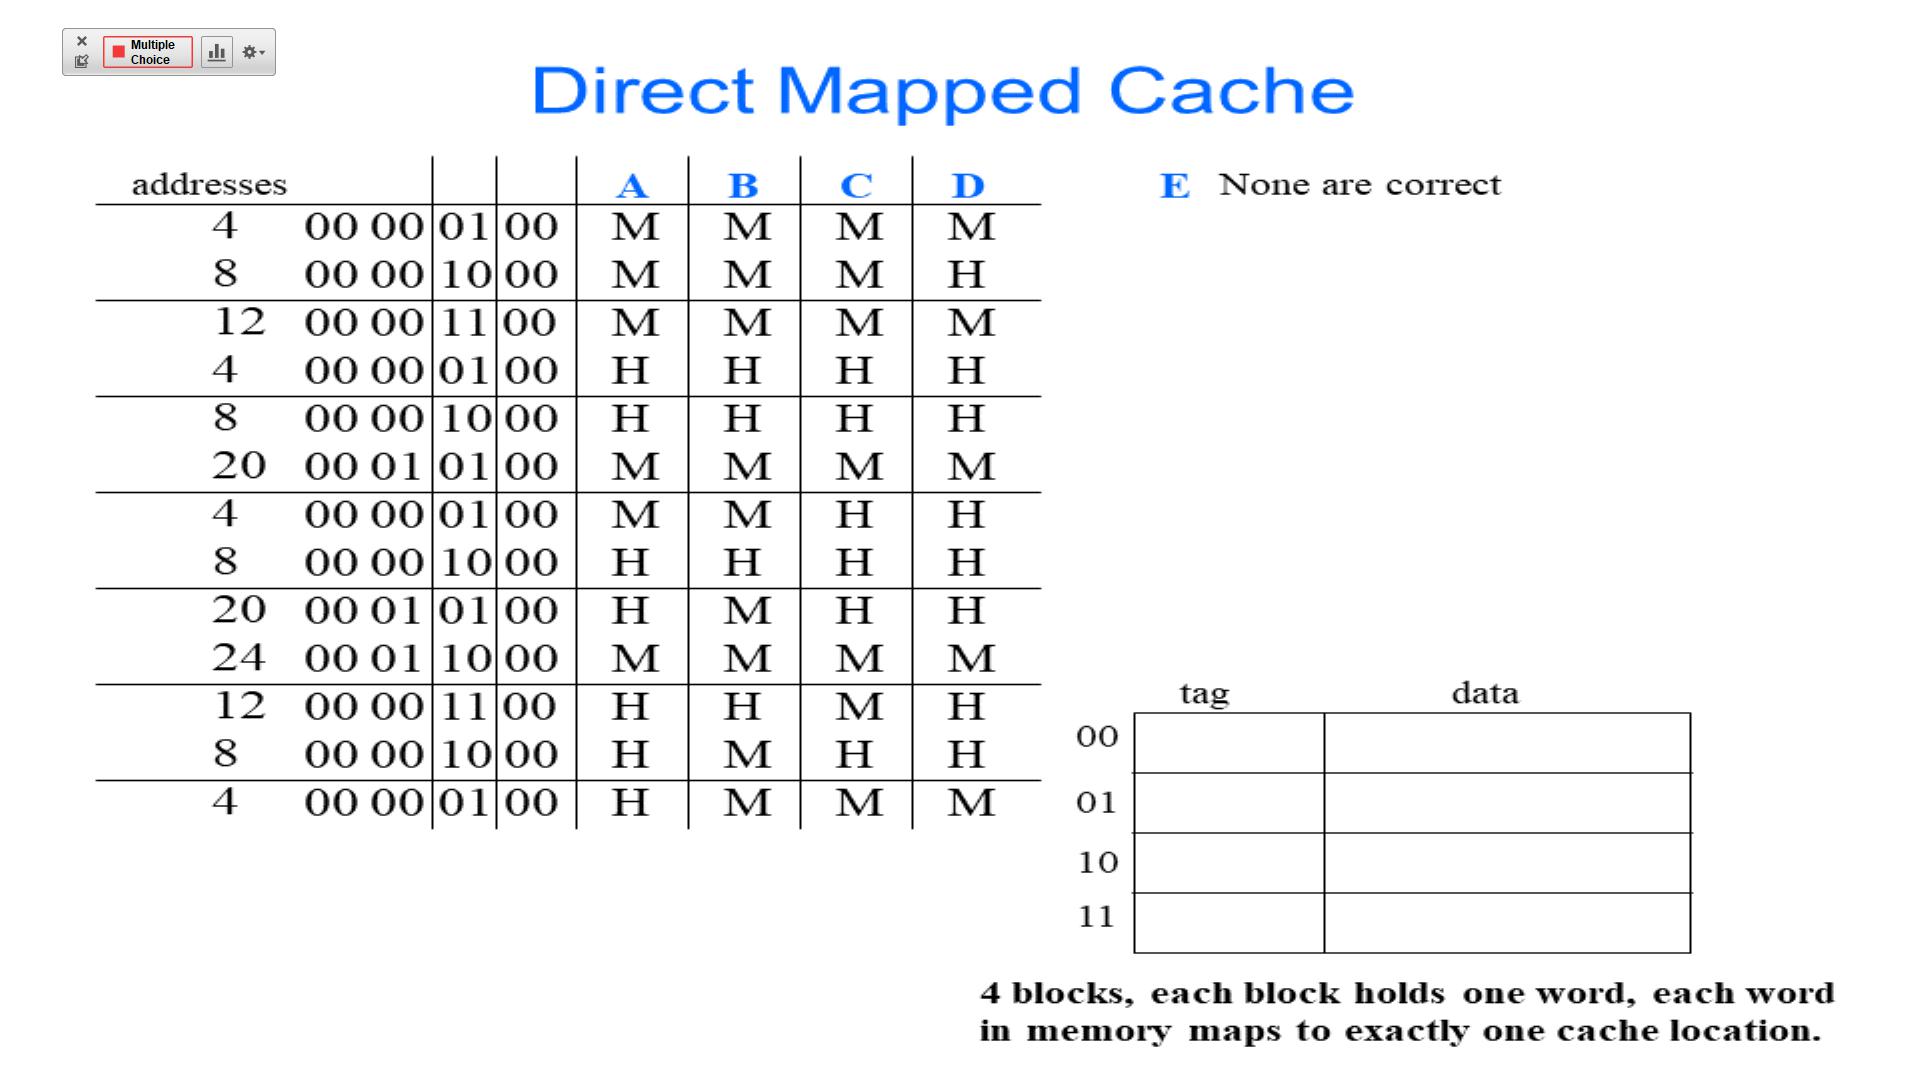 Multiple
Choice
Direct Mapped Cache
addresses A B C D E None are correct
4 00 00 01 00 M M M M
8 00 00 10 00 M M M H
12 00 00 11 00 M M M M
4 00 00 01 00 H H H H
8 00 00 10 00 H H H H
20 00 01 01 00 M M M M
4 00 00 01 00 M M H H
8 00 00 10 00 H H H H
20 00 01 01 00 H M H H
24 00 01 10 00 M M M M
12 00 00 11 00 H H M H
8 00 00 10 00 H M H H
4 00 00 01 00 H M M M
tag data
00
01
10
11
4 blocks, each block holds one word, each word
in memory maps to exactly one cache location.